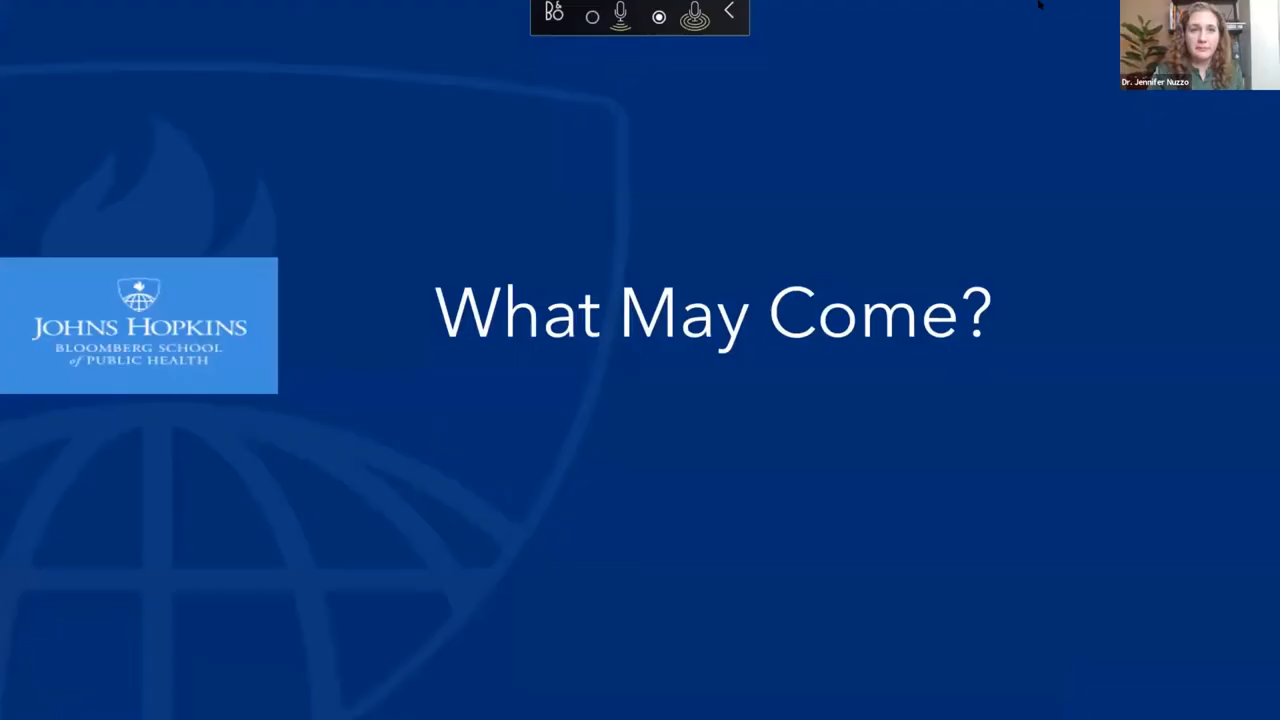 B&O
Dr. Jennifer Nuzzo
What May Come?
JOHNS HOPKINS
BLOOMBERG SCHOOL
of PUBLIC HEALTH